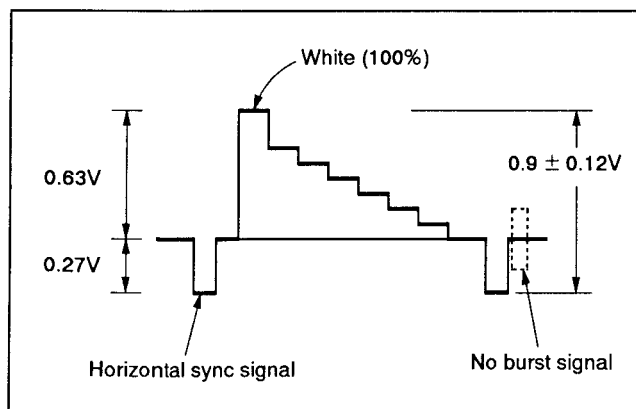 White (100%)
0.63V
0.9 ± 0.12V
0.27V
Horizontal sync signal
No burst signal